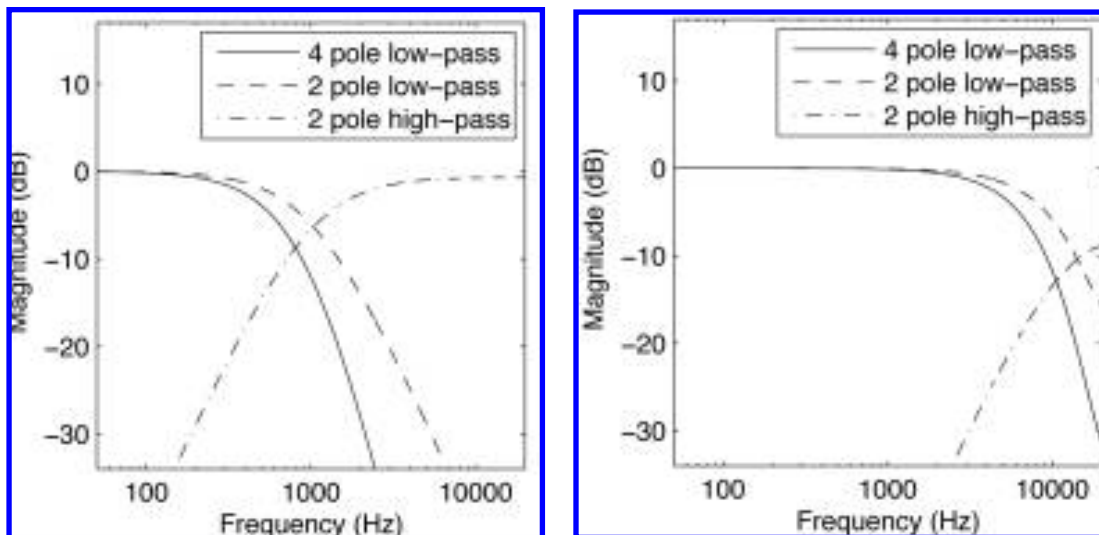 4 pole low-pass
2 pole low-pass
2 pole high-pass
10
0
-10
-20
-30
Magnitude (dB)
100 1000 10000
Frequency (Hz)
4 pole low-pass
2 pole low-pass
2 pole high-pass
10
0
-10
-20
-30
Magnitude (dB)
100 1000 10000
Frequency (Hz)